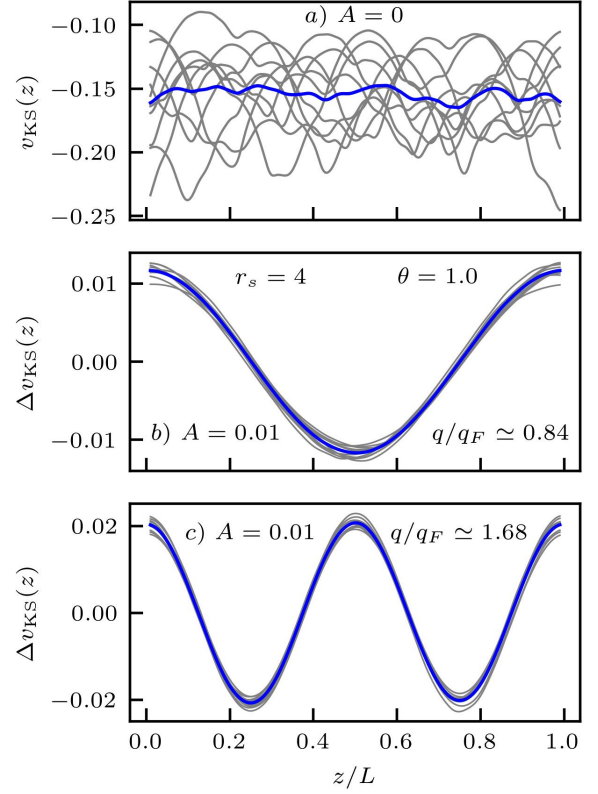 a) A = 0
−0.10
−0.15
−0.20
−0.25
v_KS(z)
r_s = 4 θ = 1.0
0.01
0.00
−0.01
Δv_KS(z)
b) A = 0.01 q/q_F ≃ 0.84
c) A = 0.01 q/q_F ≃ 1.68
0.02
0.00
−0.02
Δv_KS(z)
0.0 0.2 0.4 0.6 0.8 1.0
z/L